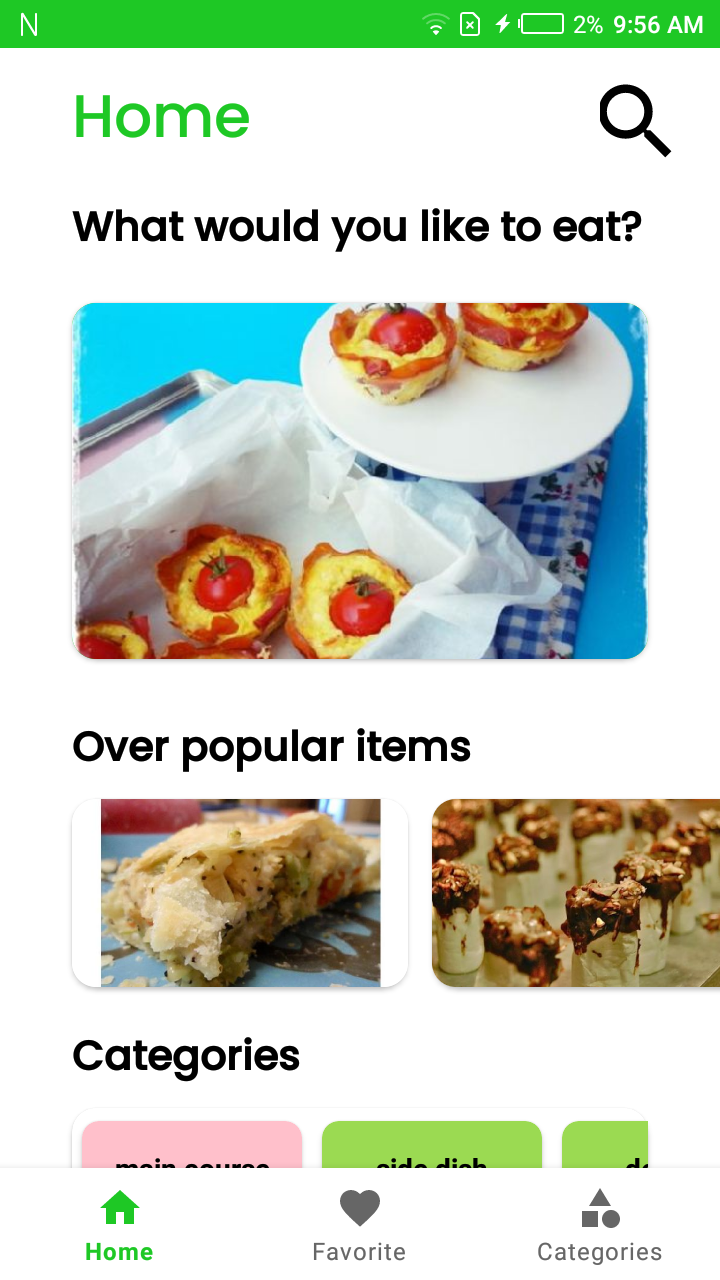 N 2% 9:56 AM
Home
What would you like to eat?
Over popular items
Categories
main course side dish
Home Favorite Categories